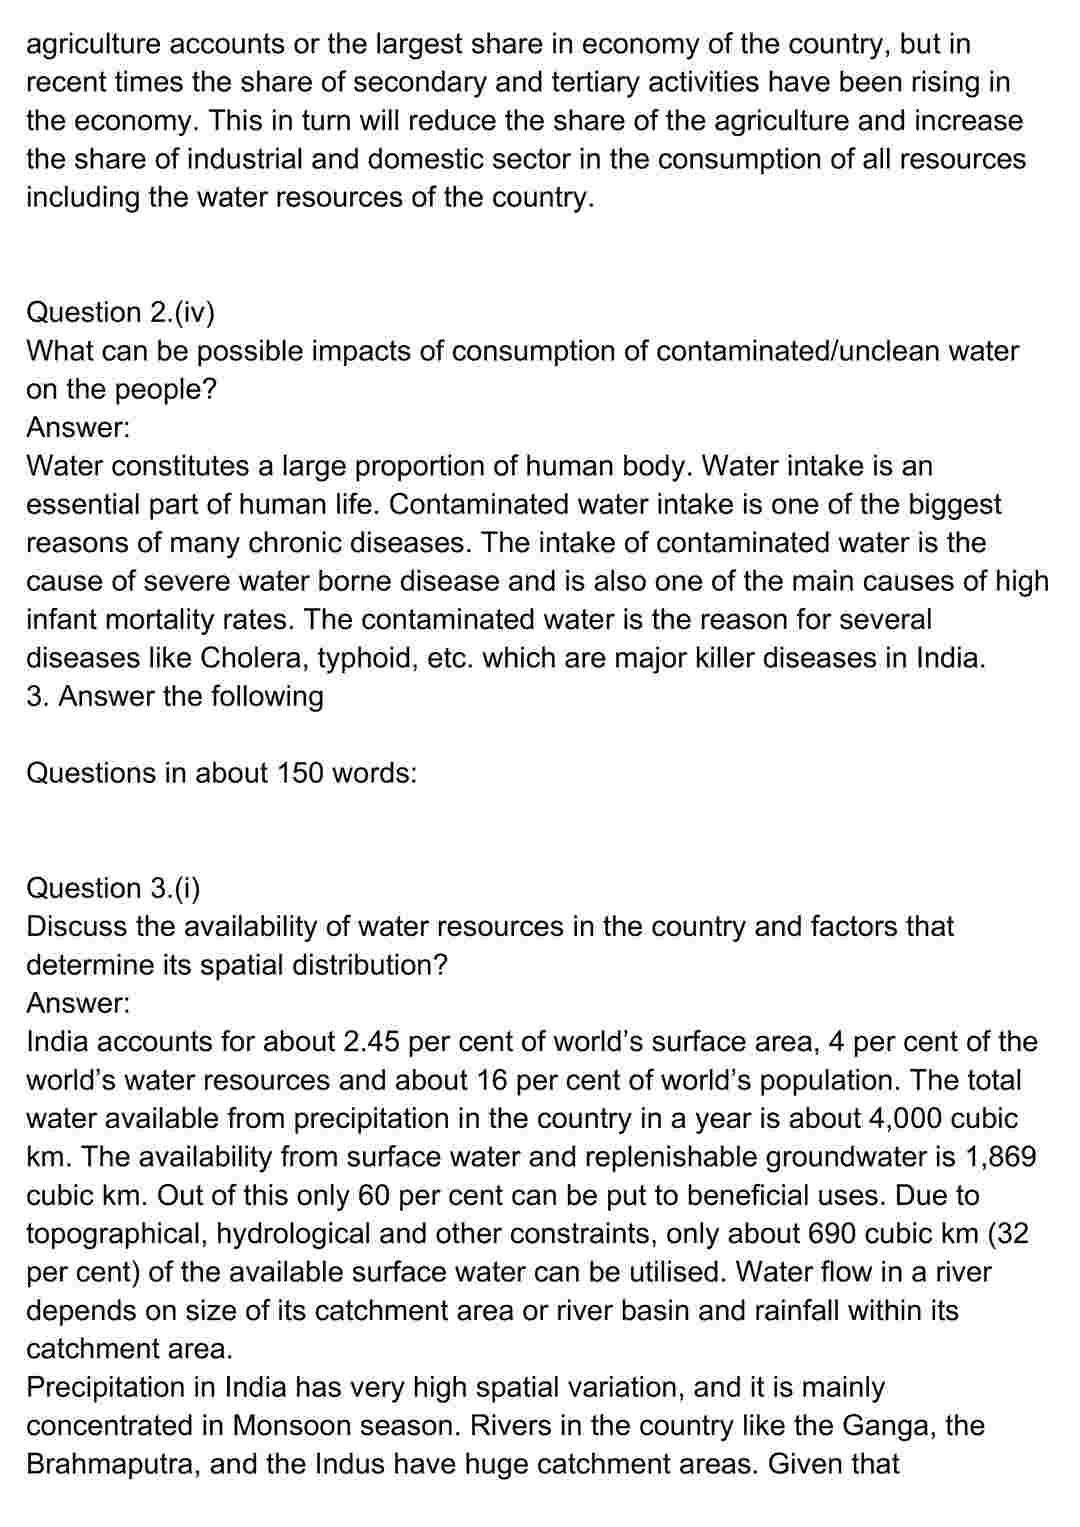 agriculture accounts or the largest share in economy of the country, but in
recent times the share of secondary and tertiary activities have been rising in
the economy. This in turn will reduce the share of the agriculture and increase
the share of industrial and domestic sector in the consumption of all resources
including the water resources of the country.
Question 2.(iv)
What can be possible impacts of consumption of contaminated/unclean water
on the people?
Answer:
Water constitutes a large proportion of human body. Water intake is an
essential part of human life. Contaminated water intake is one of the biggest
reasons of many chronic diseases. The intake of contaminated water is the
cause of severe water borne disease and is also one of the main causes of high
infant mortality rates. The contaminated water is the reason for several
diseases like Cholera, typhoid, etc. which are major killer diseases in India.
3. Answer the following
Questions in about 150 words:
Question 3.(i)
Discuss the availability of water resources in the country and factors that
determine its spatial distribution?
Answer:
India accounts for about 2.45 per cent of world’s surface area, 4 per cent of the
world’s water resources and about 16 per cent of world’s population. The total
water available from precipitation in the country in a year is about 4,000 cubic
km. The availability from surface water and replenishable groundwater is 1,869
cubic km. Out of this only 60 per cent can be put to beneficial uses. Due to
topographical, hydrological and other constraints, only about 690 cubic km (32
per cent) of the available surface water can be utilised. Water flow in a river
depends on size of its catchment area or river basin and rainfall within its
catchment area.
Precipitation in India has very high spatial variation, and it is mainly
concentrated in Monsoon season. Rivers in the country like the Ganga, the
Brahmaputra, and the Indus have huge catchment areas. Given that